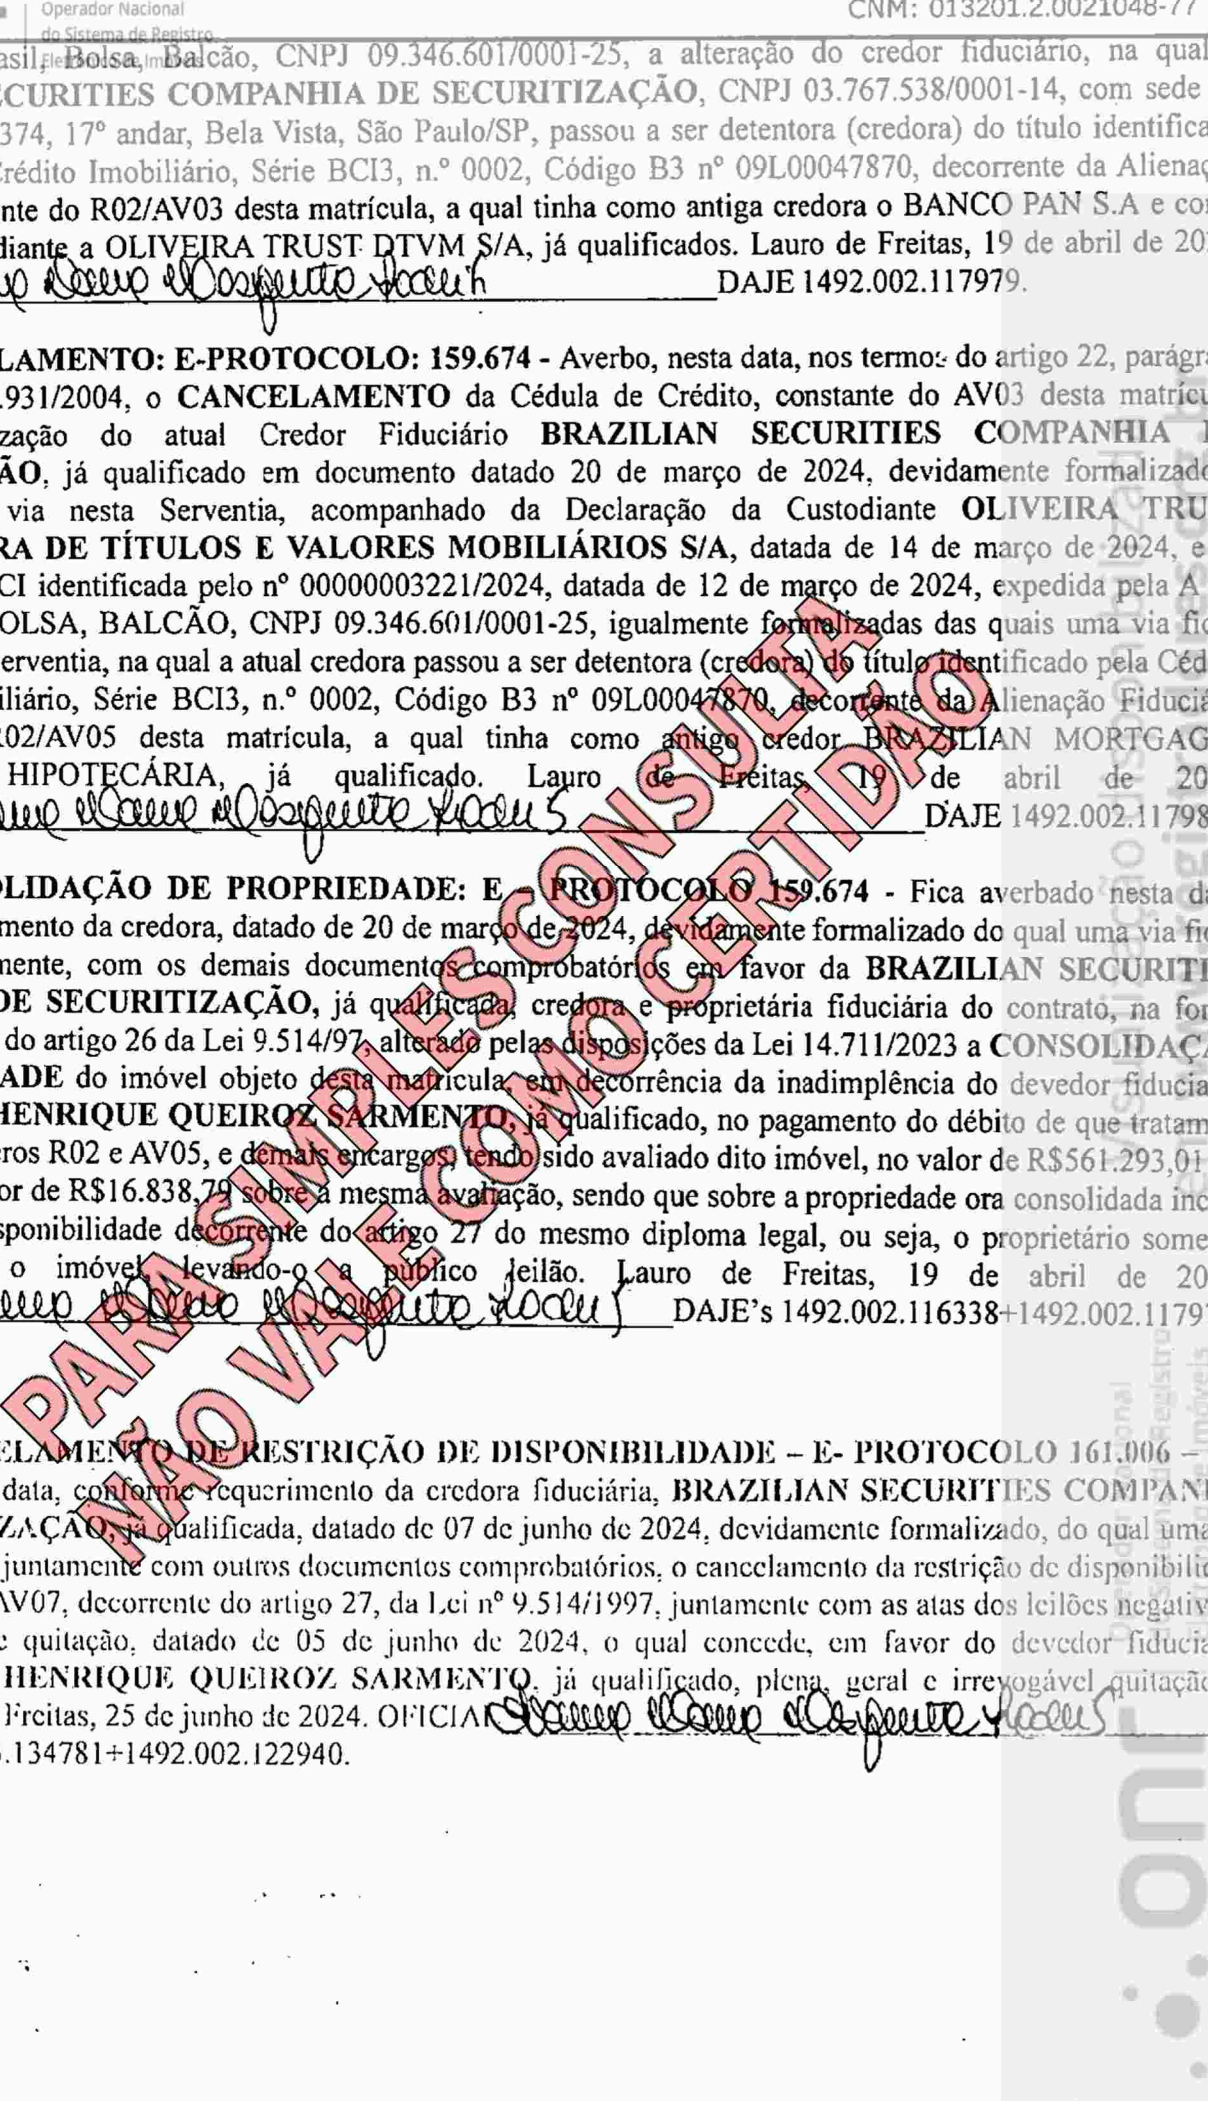 Operador Nacional
do Sistema de Registro
CNM: 013201.2.0021048-77
asil, Bolsa, Balcão, CNPJ 09.346.601/0001-25, a alteração do credor fiduciário, na qual
ECURITIES COMPANHIA DE SECURITIZAÇÃO, CNPJ 03.767.538/0001-14, com sede
374, 17º andar, Bela Vista, São Paulo/SP, passou a ser detentora (credora) do título identifica
Crédito Imobiliário, Série BCI3, n.º 0002, Código B3 nº 09L00047870, decorrente da Alienaç
nte do R02/AV03 desta matrícula, a qual tinha como antiga credora o BANCO PAN S.A e co
diante a OLIVEIRA TRUST DTVM S/A, já qualificados. Lauro de Freitas, 19 de abril de 20
DAJE 1492.002.117979.
LAMENTO: E-PROTOCOLO: 159.674 - Averbo, nesta data, nos termos do artigo 22, parágra
.931/2004, o CANCELAMENTO da Cédula de Crédito, constante do AV03 desta matrícu
zação do atual Credor Fiduciário BRAZILIAN SECURITIES COMPANHIA
ÃO, já qualificado em documento datado 20 de março de 2024, devidamente formalizado
via nesta Serventia, acompanhado da Declaração da Custodiante OLIVEIRA TRU
RA DE TÍTULOS E VALORES MOBILIÁRIOS S/A, datada de 14 de março de 2024, e
CI identificada pelo nº 00000003221/2024, datada de 12 de março de 2024, expedida pela A
OLSA, BALCÃO, CNPJ 09.346.601/0001-25, igualmente formalizadas das quais uma via fic
erventia, na qual a atual credora passou a ser detentora (credora) do título identificado pela Céd
iliário, Série BCI3, n.º 0002, Código B3 nº 09L00047870, decorrente da Alienação Fiduciá
R02/AV05 desta matrícula, a qual tinha como antigo credor BRAZILIAN MORTGAG
HIPOTECÁRIA, já qualificado. Lauro de Freitas, 19 de abril de 20
DAJE 1492.002.11798
OLIDAÇÃO DE PROPRIEDADE: E - PROTOCOLO 159.674 - Fica averbado nesta da
mento da credora, datado de 20 de março de 2024, devidamente formalizado do qual uma via fic
mente, com os demais documentos comprobatórios em favor da BRAZILIAN SECURITI
DE SECURITIZAÇÃO, já qualificada, credora e proprietária fiduciária do contrato, na for
do artigo 26 da Lei 9.514/97, alterado pelas disposições da Lei 14.711/2023 a CONSOLIDAÇÃ
ADE do imóvel objeto desta matrícula, em decorrência da inadimplência do devedor fiducia
HENRIQUE QUEIROZ SARMENTO, já qualificado, no pagamento do débito de que tratam
ros R02 e AV05, e demais encargos, tendo sido avaliado dito imóvel, no valor de R$561.293,01
or de R$16.838,79 sobre a mesma avaliação, sendo que sobre a propriedade ora consolidada inc
sponibilidade decorrente do artigo 27 do mesmo diploma legal, ou seja, o proprietário some
o imóvel, levando-o a público leilão. Lauro de Freitas, 19 de abril de 20
DAJE's 1492.002.116338+1492.002.1179
PARA SIMPLES CONSULTA
NÃO VALE COMO CERTIDÃO
ELAMENTO DE RESTRIÇÃO DE DISPONIBILIDADE – E- PROTOCOLO 161.006 –
data, conforme requerimento da credora fiduciária, BRAZILIAN SECURITIES COMPANH
ZAÇÃO, já qualificada, datado de 07 de junho de 2024, devidamente formalizado, do qual uma
juntamente com outros documentos comprobatórios, o cancelamento da restrição de disponibilid
AV07, decorrente do artigo 27, da Lei nº 9.514/1997, juntamente com as atas dos leilões negativ
e quitação, datado de 05 de junho de 2024, o qual concede, em favor do devedor fiducia
HENRIQUE QUEIROZ SARMENTO, já qualificado, plena, geral e irrevogável quitação
Freitas, 25 de junho de 2024. OFICIAL
.134781+1492.002.122940.
onr